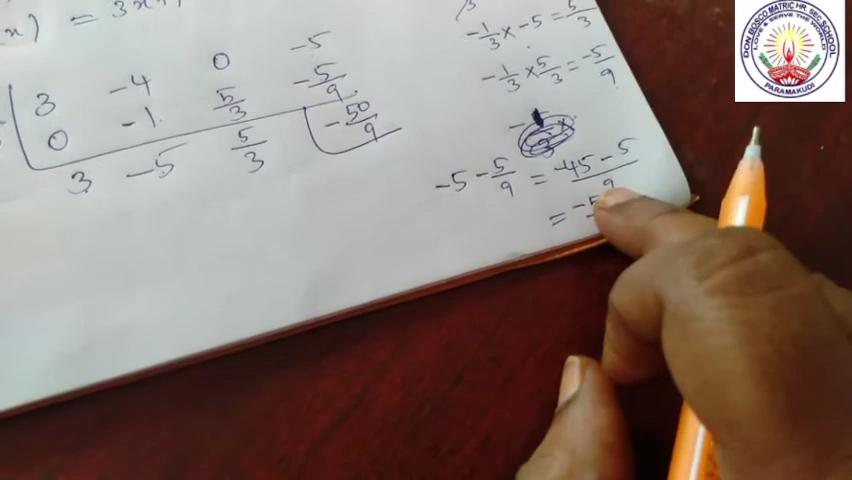 x) = 3x
3 -4 0 -5
0 -1 5/3 -5/9
3 -5 5/3 -50/9
-1/3 × -5 = 5/3
-1/3 × 5/3 = -5/9
-5 - 5/9 = -45-5/9
= -5
DON BOSCO MATRIC HR. SEC SCHOOL
LOVE & SERVE THE WORLD
PARAMAKUDI